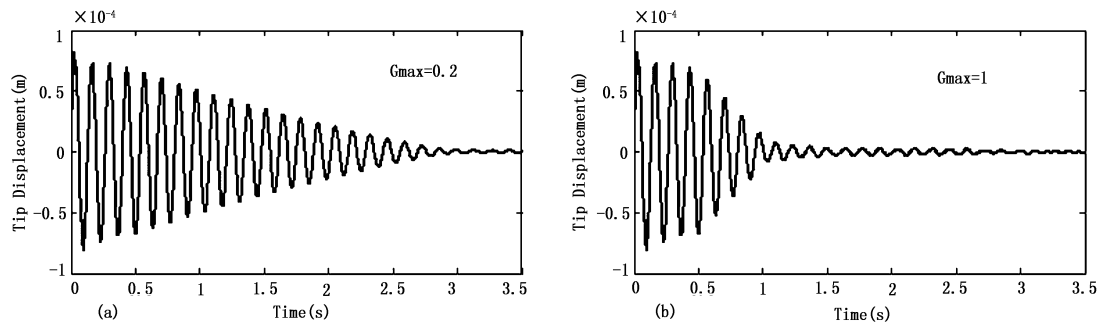 ×10⁻⁴
1
0.5
0
-0.5
-1
Tip Displacement(m)
Gmax=0.2
0 0.5 1 1.5 2 2.5 3 3.5
Time(s)
(a)
×10⁻⁴
1
0.5
0
-0.5
-1
Tip Displacement(m)
Gmax=1
0 0.5 1 1.5 2 2.5 3 3.5
Time(s)
(b)